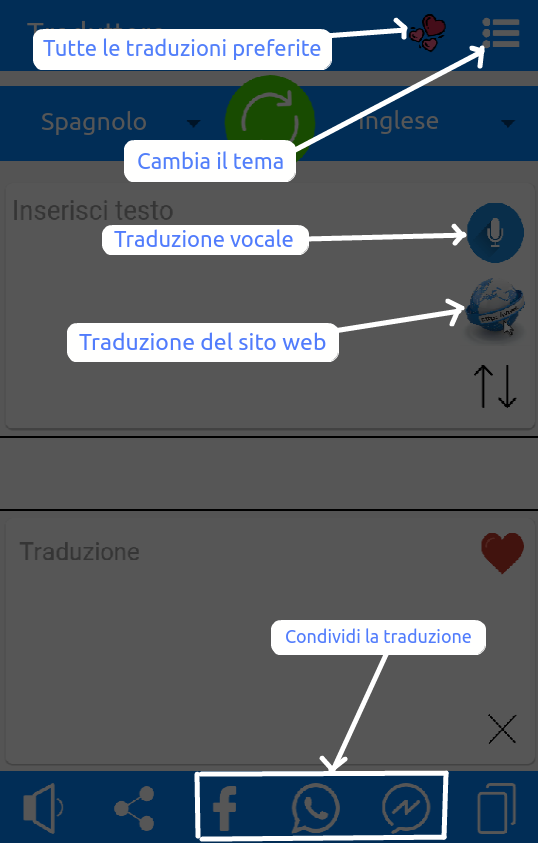 Traduttore
Tutte le traduzioni preferite
Spagnolo
Inglese
Cambia il tema
Inserisci testo
Traduzione vocale
Traduzione del sito web
Traduzione
Condividi la traduzione